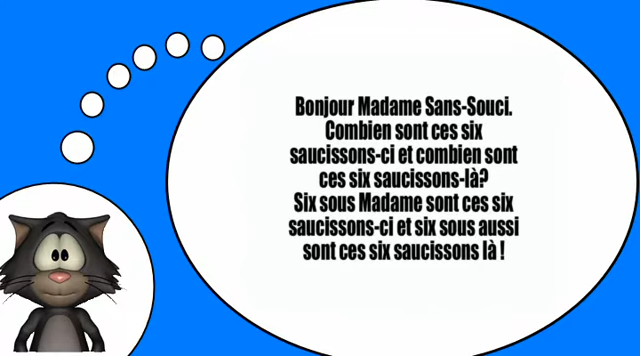 Bonjour Madame Sans-Souci.
Combien sont ces six
saucissons-ci et combien sont
ces six saucissons-là?
Six sous Madame sont ces six
saucissons-ci et six sous aussi
sont ces six saucissons là !